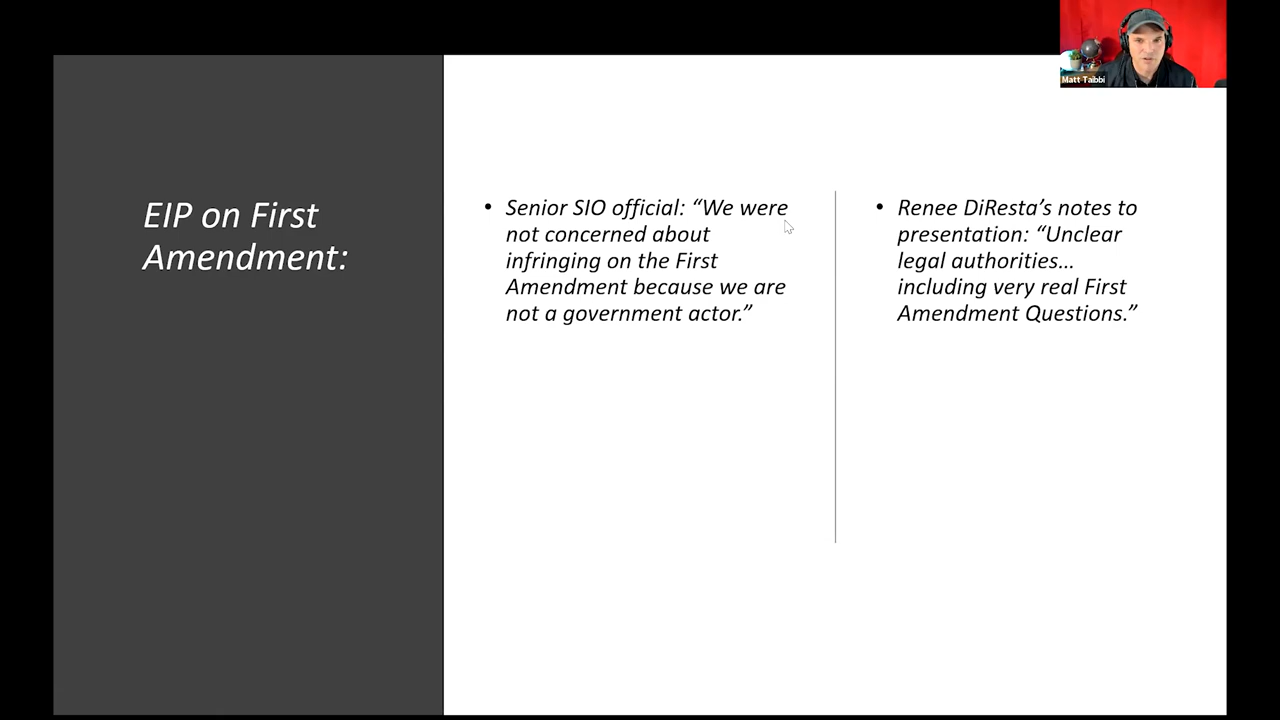 Matt Taibbi
EIP on First
Amendment:
• Senior SIO official: “We were
not concerned about
infringing on the First
Amendment because we are
not a government actor.”
• Renee DiResta’s notes to
presentation: “Unclear
legal authorities…
including very real First
Amendment Questions.”